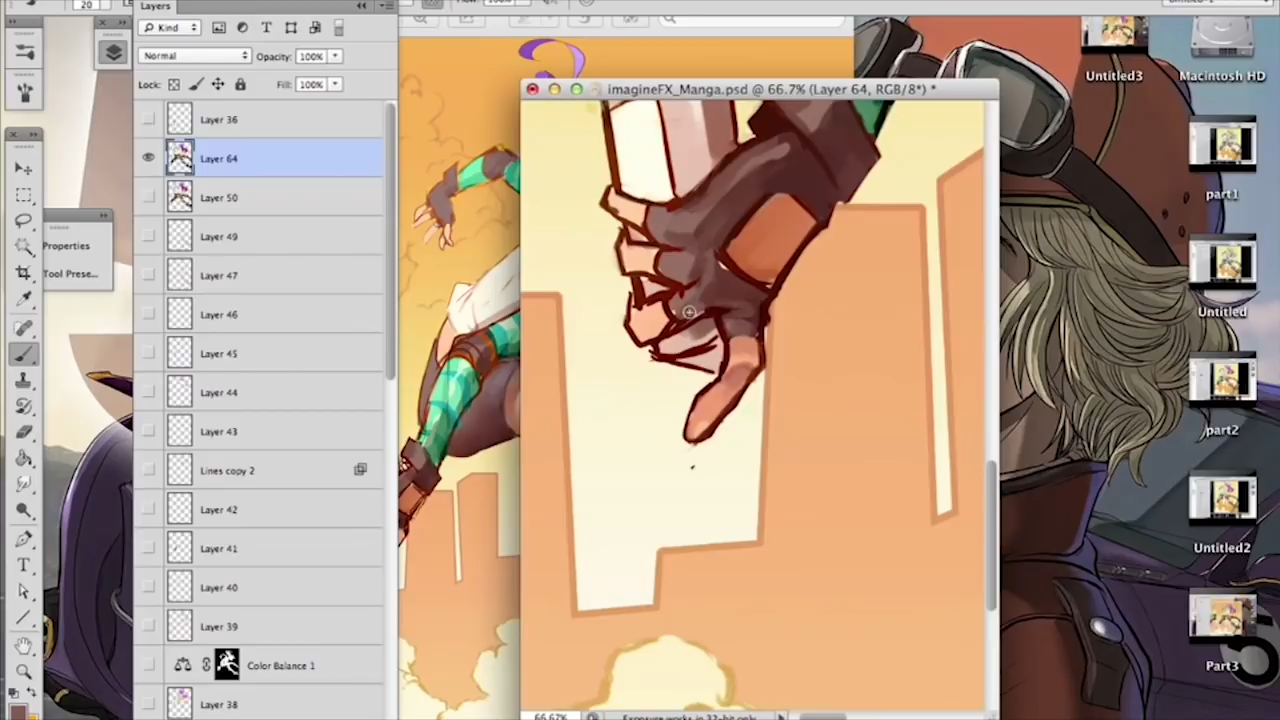 20
Layers
Kind
Normal
Opacity: 100%
Lock:
Fill: 100%
Layer 36
Layer 64
Layer 50
Layer 49
Layer 47
Layer 46
Layer 45
Layer 44
Layer 43
Lines copy 2
Layer 42
Layer 41
Layer 40
Layer 39
Color Balance 1
Layer 38
Properties
Tool Prese...
imagineFX_Manga.psd @ 66.7% (Layer 64, RGB/8*) *
66.67%
Exposure works in 32-bit only
Untitled3
Macintosh HD
part1
Untitled
part2
Untitled2
Part3